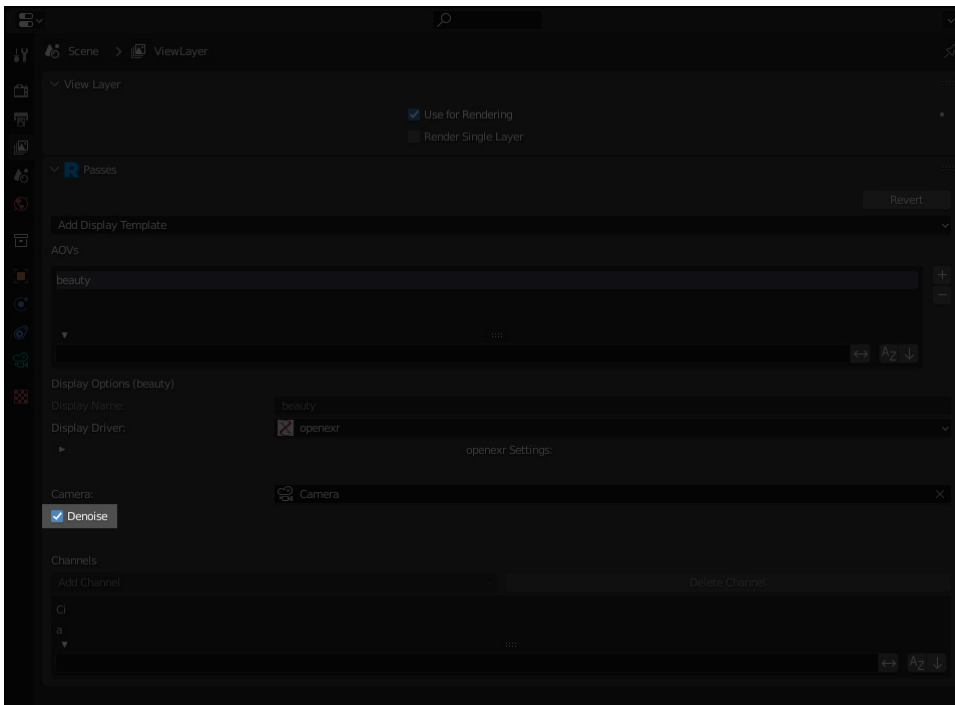 Scene > ViewLayer
View Layer
Use for Rendering
Render Single Layer
Passes
Revert
Add Display Template
AOVs
beauty
Display Options (beauty)
Display Name: beauty
Display Driver: openexr
openexr Settings:
Camera: Camera
Denoise
Channels
Add Channel Delete Channel
Ci
a